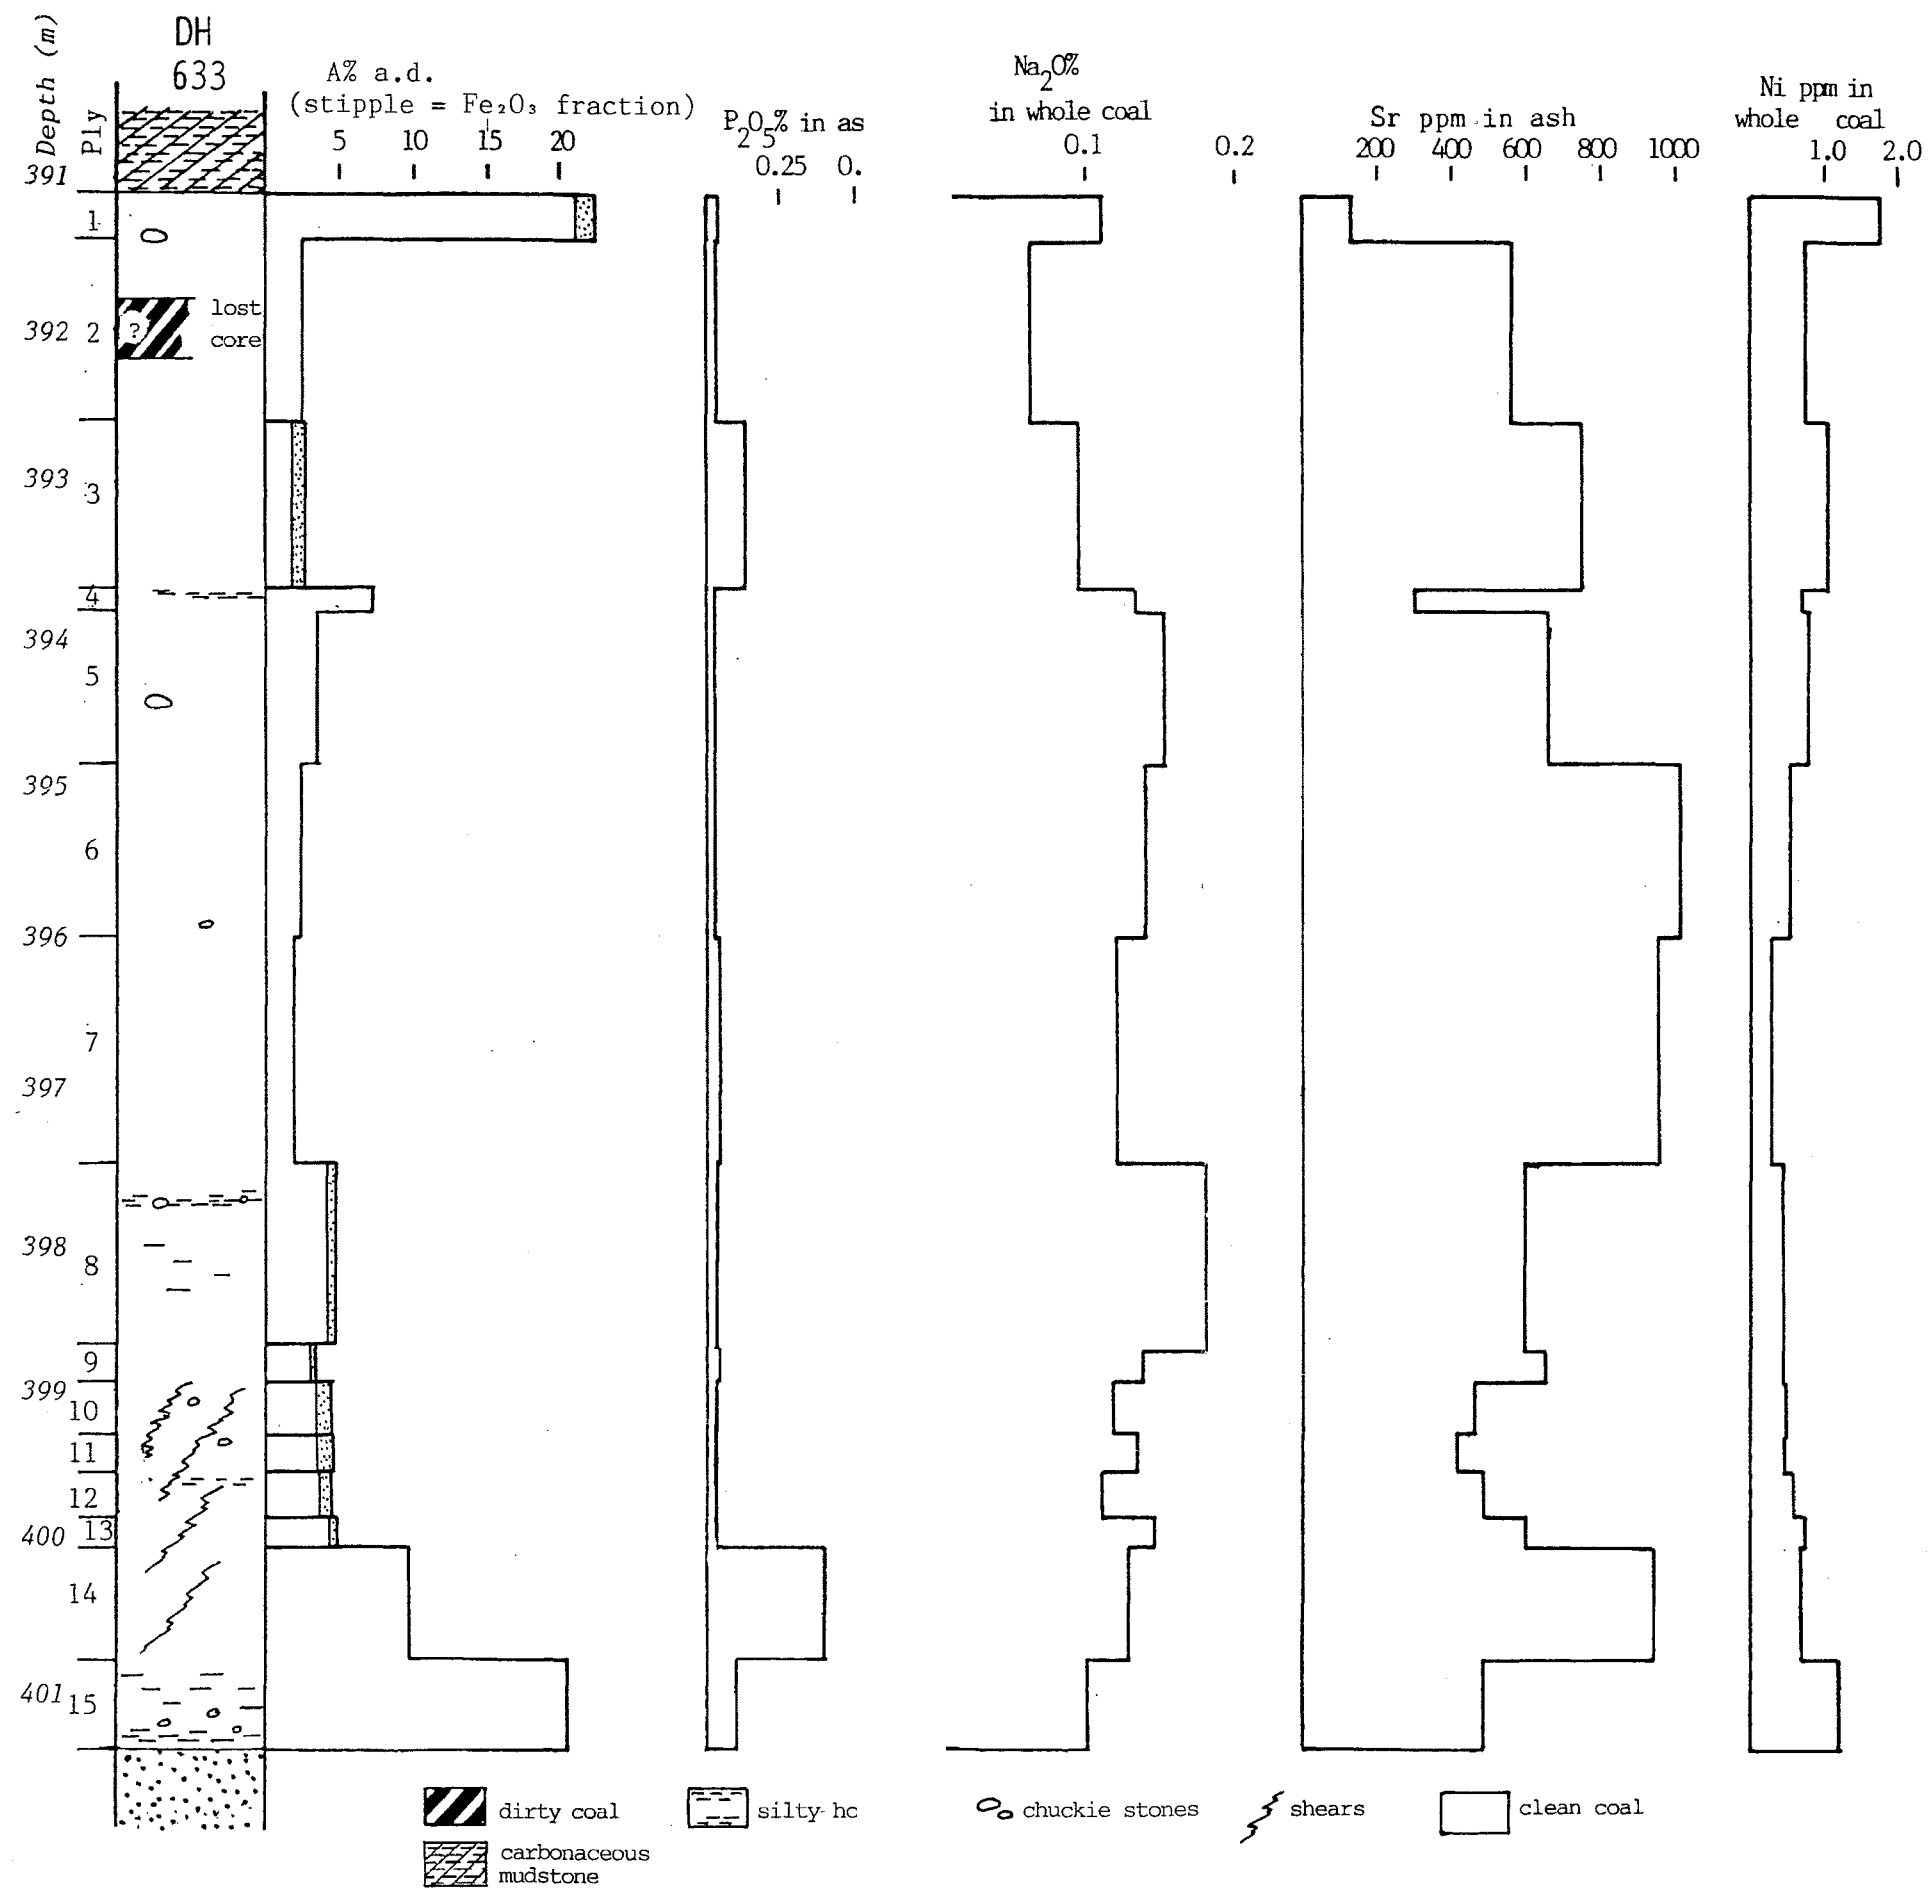 DH
633
Depth (m)
Ply
A% a.d.
(stipple = Fe₂O₃ fraction)
5 10 15 20
P₂O₅% in as
0.25 0.
Na₂O%
in whole coal
0.1 0.2
Sr ppm in ash
200 400 600 800 1000
Ni ppm in
whole coal
1.0 2.0
391
1
lost
core
?
392 2
393
3
4
394
5
395
6
396
7
397
398
8
9
399
10
11
12
400 13
14
401 15
dirty coal
silty hc
chuckie stones
shears
clean coal
carbonaceous
mudstone